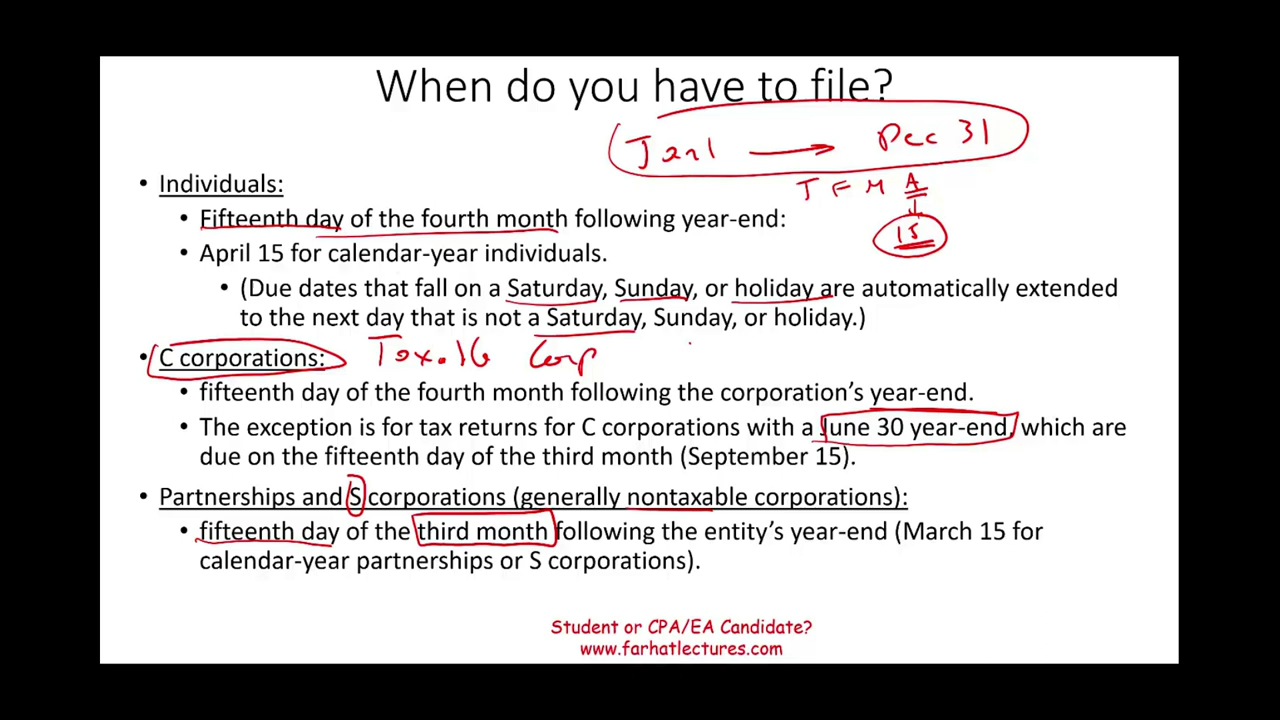 When do you have to file?
Jan 1 → Dec 31
• Individuals:
J F M A
• Fifteenth day of the fourth month following year-end:
15
• April 15 for calendar-year individuals.
• (Due dates that fall on a Saturday, Sunday, or holiday are automatically extended
to the next day that is not a Saturday, Sunday, or holiday.)
• C corporations: Taxable Corp
• fifteenth day of the fourth month following the corporation’s year-end.
• The exception is for tax returns for C corporations with a June 30 year-end, which are
due on the fifteenth day of the third month (September 15).
• Partnerships and S corporations (generally nontaxable corporations):
• fifteenth day of the third month following the entity’s year-end (March 15 for
calendar-year partnerships or S corporations).
Student or CPA/EA Candidate?
www.farhatlectures.com